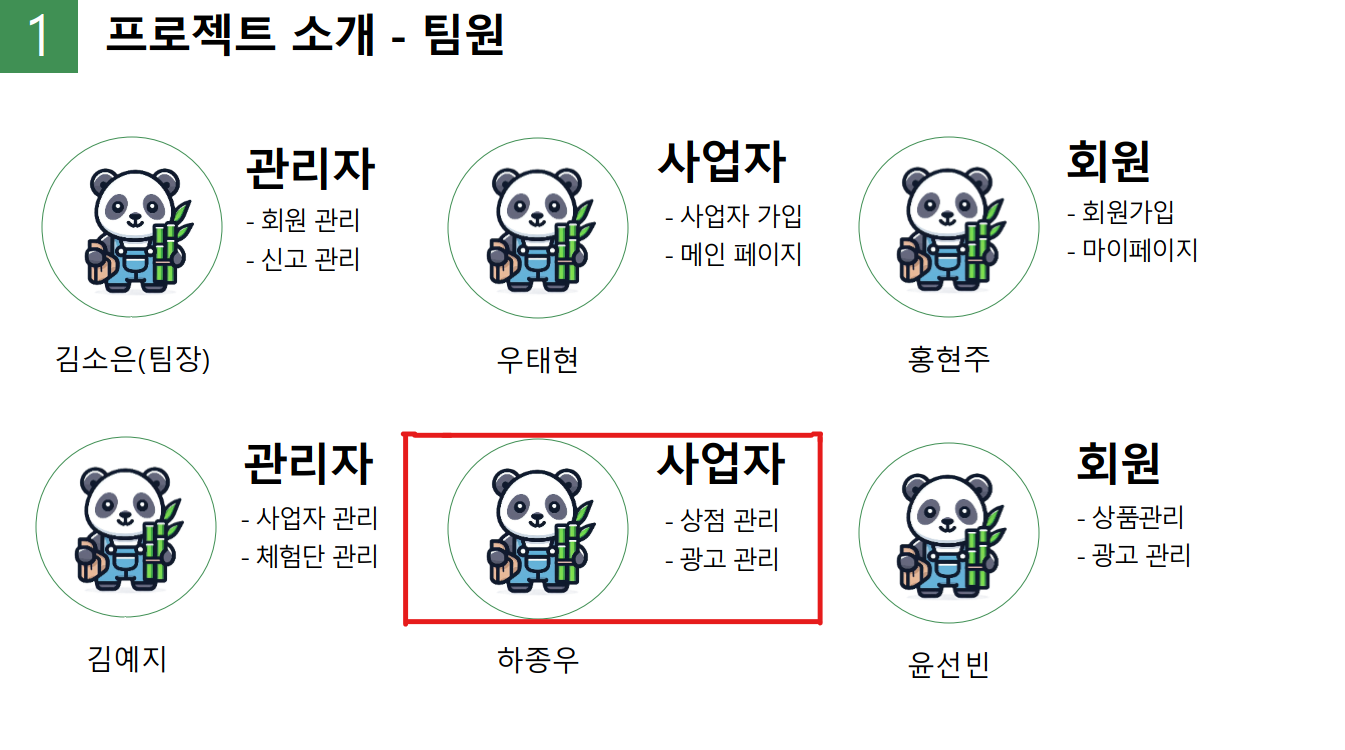 1 프로젝트 소개 - 팀원
관리자
- 회원 관리
- 신고 관리
김소은(팀장)
사업자
- 사업자 가입
- 메인 페이지
우태현
회원
- 회원가입
- 마이페이지
홍현주
관리자
- 사업자 관리
- 체험단 관리
김예지
사업자
- 상점 관리
- 광고 관리
하종우
회원
- 상품관리
- 광고 관리
윤선빈